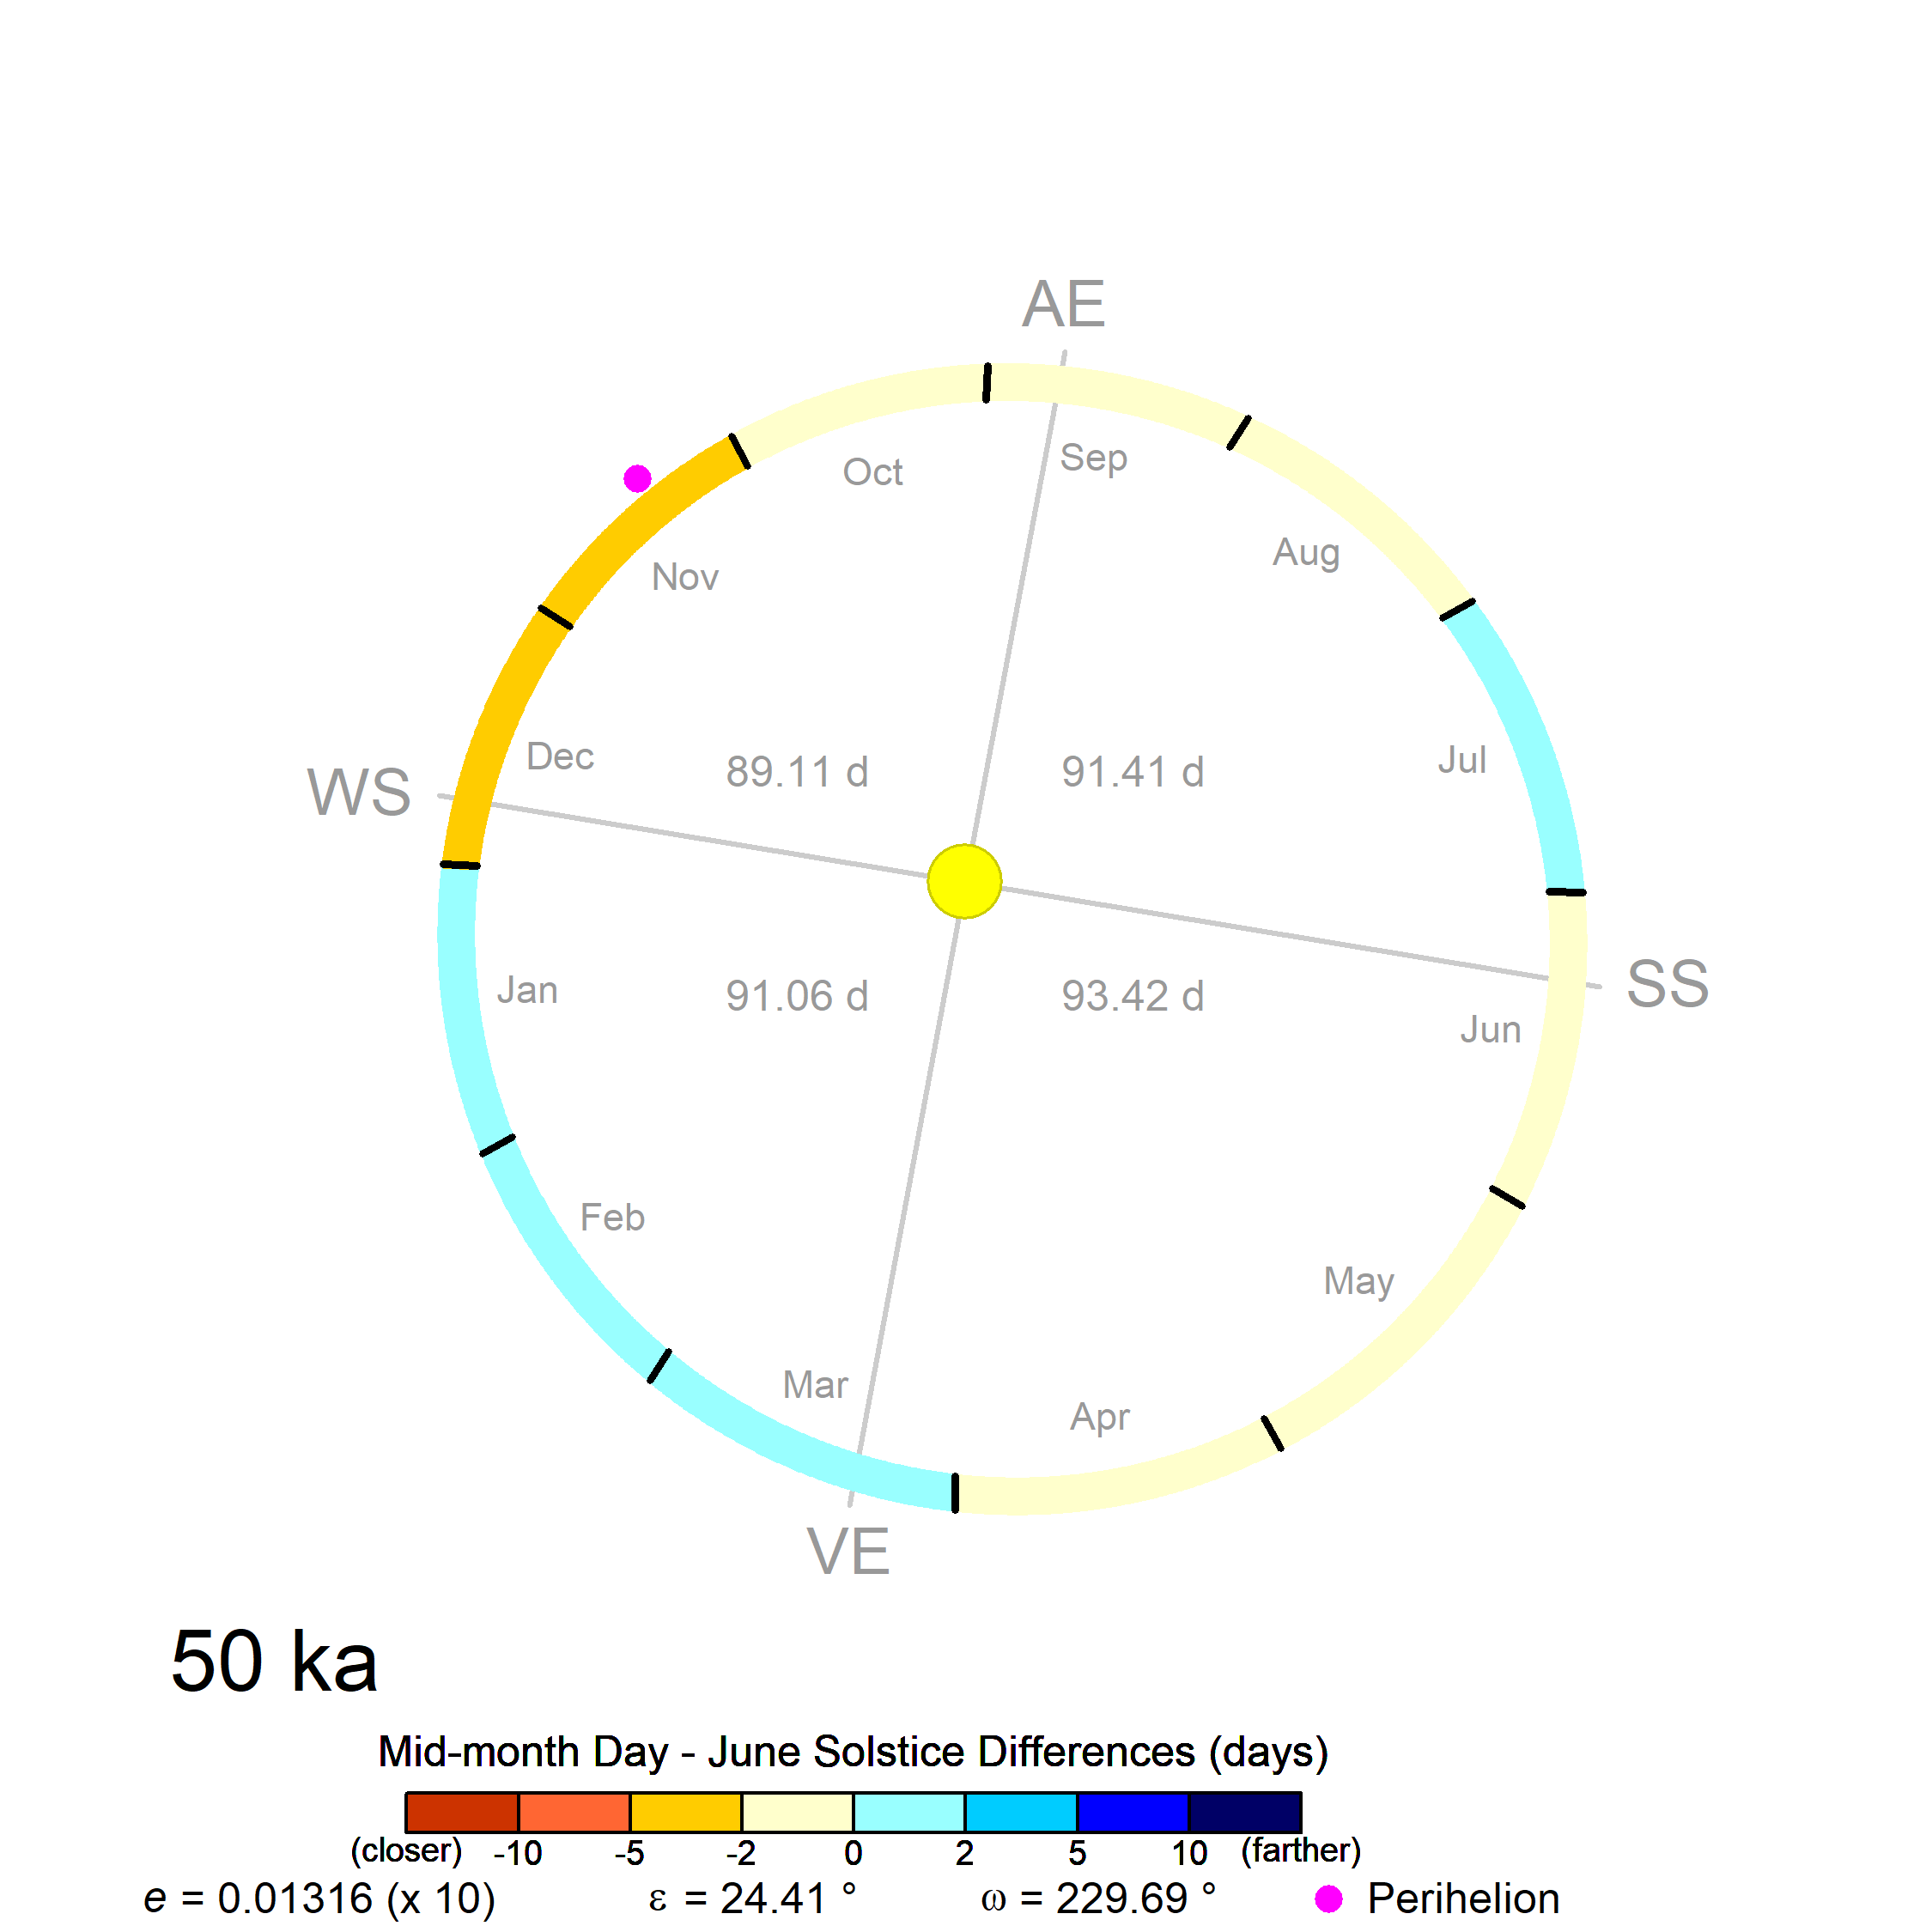 AE
Oct
Sep
Nov
Aug
Dec
89.11 d
91.41 d
Jul
WS
SS
Jan
91.06 d
93.42 d
Jun
Feb
May
Mar
Apr
VE
50 ka
Mid-month Day - June Solstice Differences (days)
(closer) -10 -5 -2 0 2 5 10 (farther)
e = 0.01316 (x 10) ε = 24.41 ° ω = 229.69 ° Perihelion